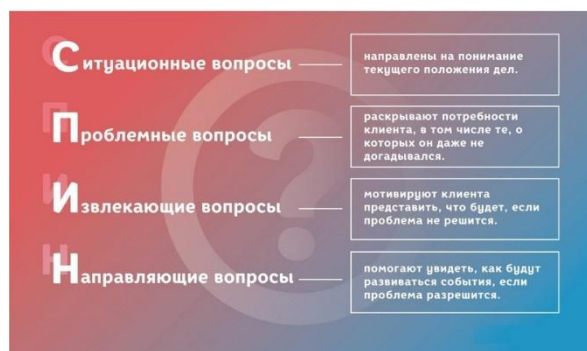 Ситуационные вопросы
направлены на понимание
текущего положения дел.
Проблемные вопросы
раскрывают потребности
клиента, в том числе те, о
которых он даже не
догадывался.
Извлекающие вопросы
мотивируют клиента
представить, что будет, если
проблема не решится.
Направляющие вопросы
помогают увидеть, как будут
развиваться события, если
проблема разрешится.